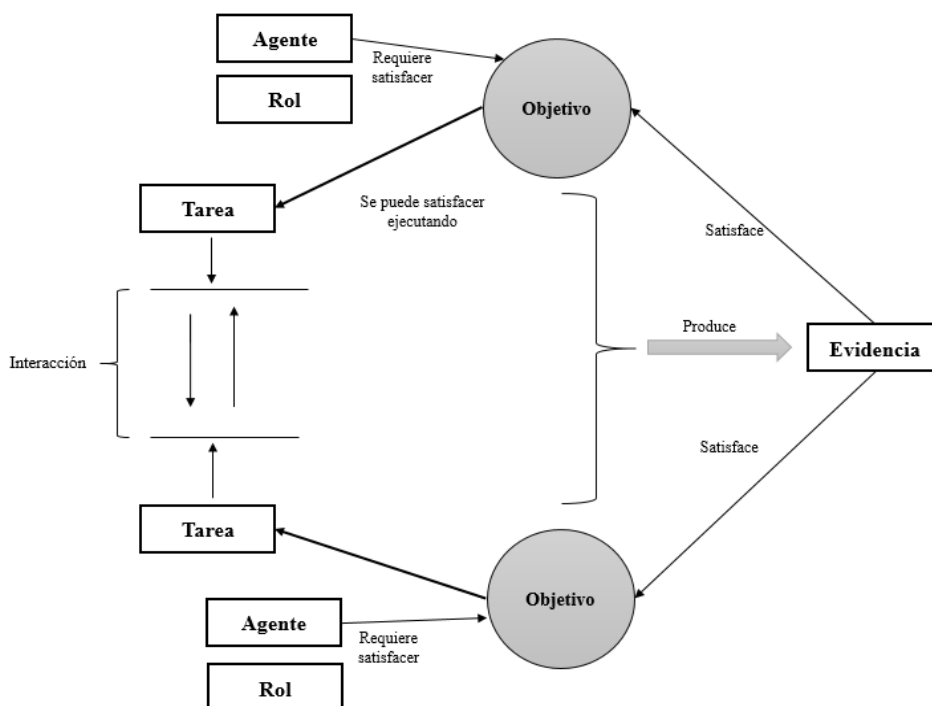 Agente
Requiere
satisfacer
Rol
Objetivo
Tarea
Se puede satisfacer
ejecutando
Satisface
Interacción
Produce
Evidencia
Satisface
Tarea
Objetivo
Agente
Requiere
satisfacer
Rol